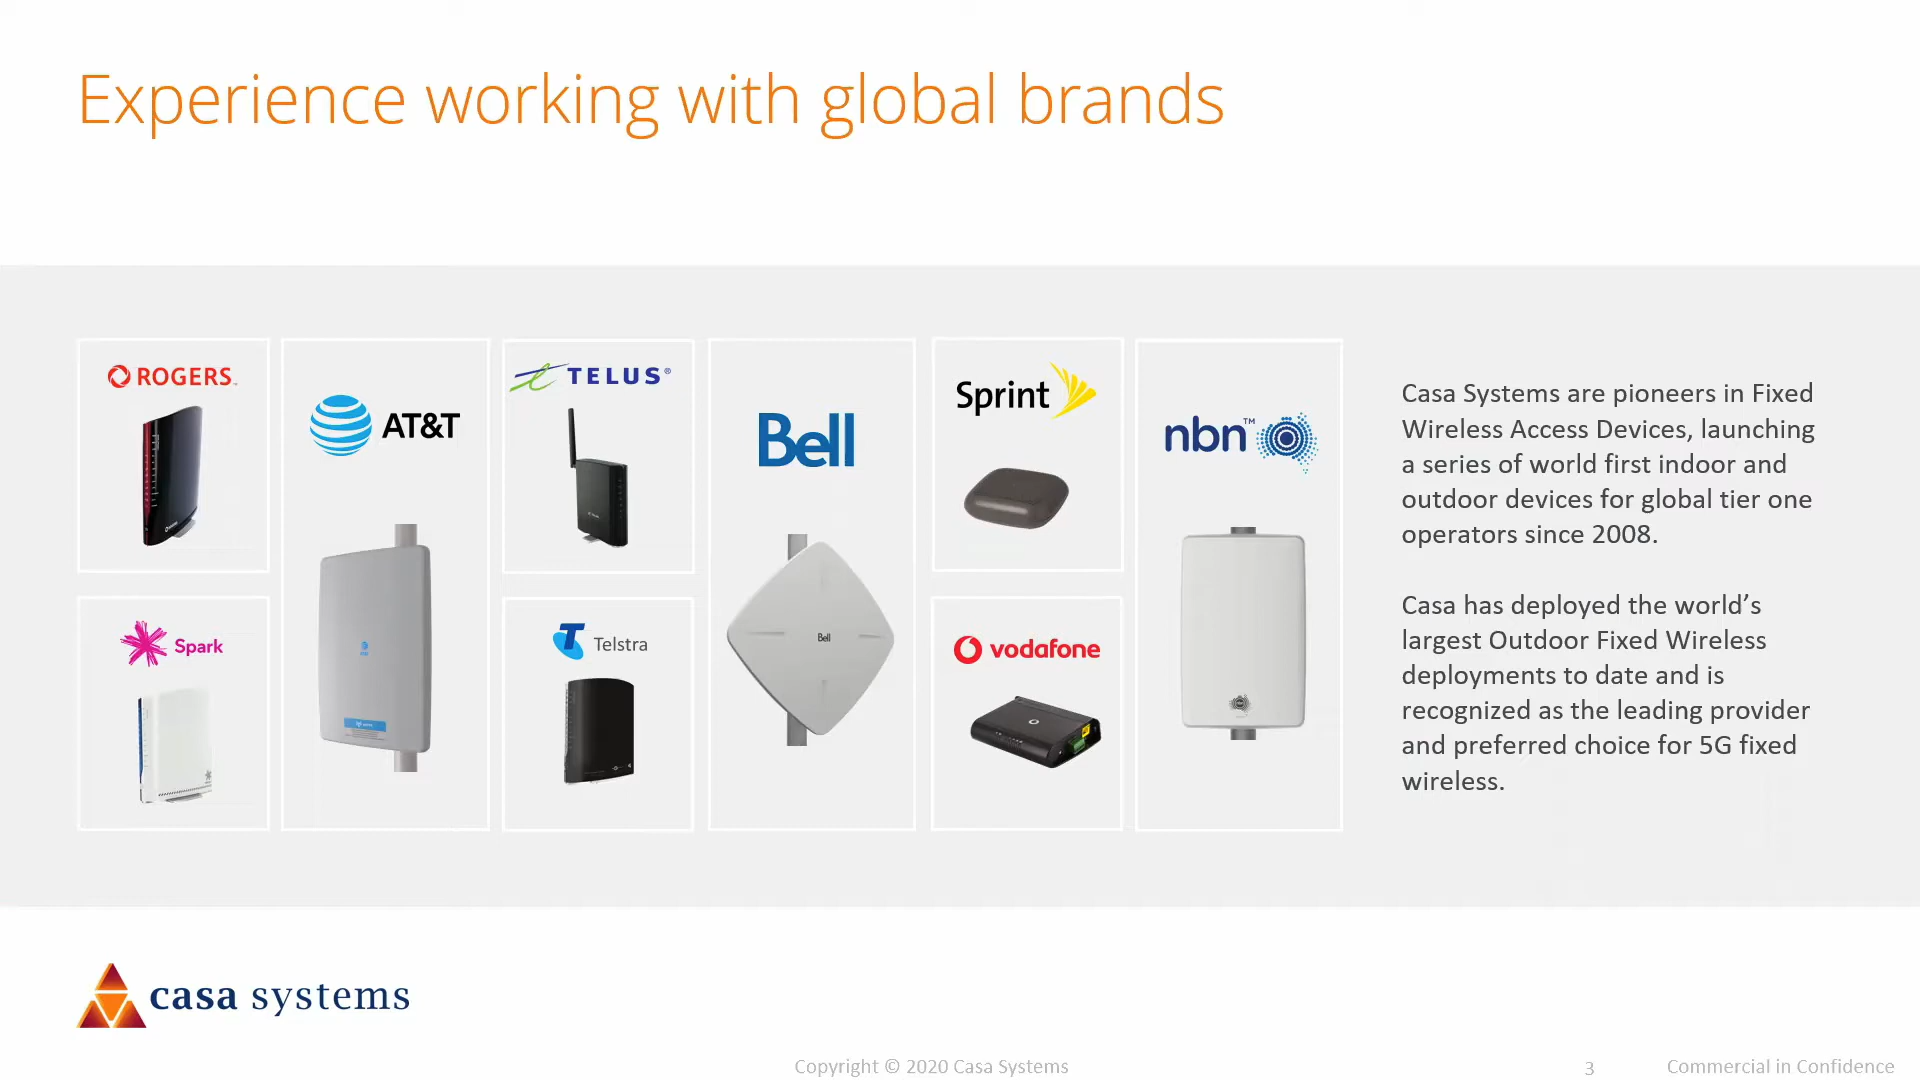 Experience working with global brands
ROGERS™
AT&T
TELUS®
Bell
Sprint
nbn™
Spark
Telstra
vodafone
Bell
Casa Systems are pioneers in Fixed
Wireless Access Devices, launching
a series of world first indoor and
outdoor devices for global tier one
operators since 2008.
Casa has deployed the world’s
largest Outdoor Fixed Wireless
deployments to date and is
recognized as the leading provider
and preferred choice for 5G fixed
wireless.
casa systems
Copyright © 2020 Casa Systems
3
Commercial in Confidence